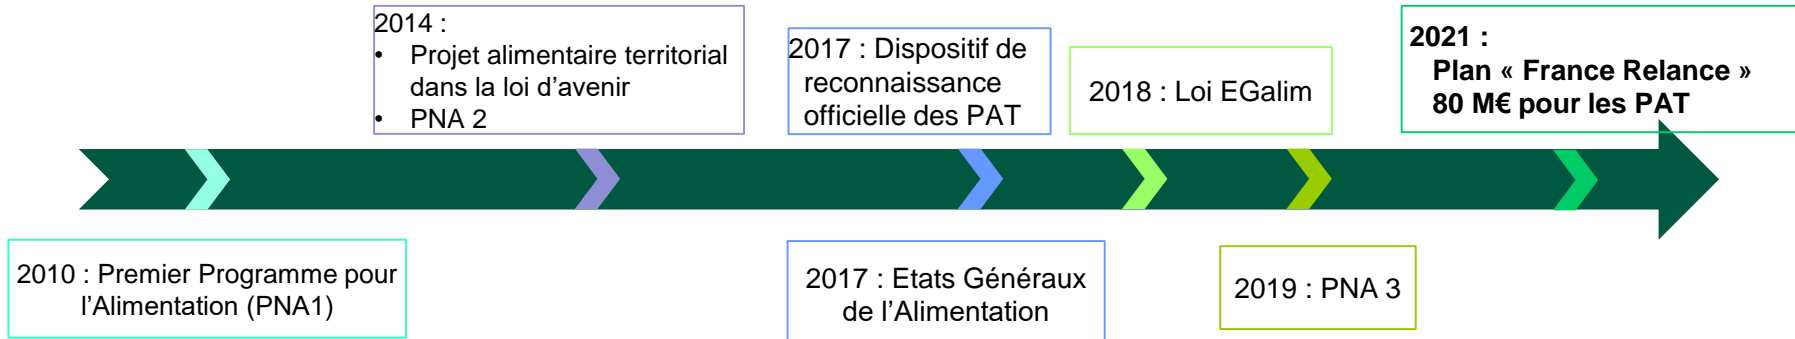 2014 :
• Projet alimentaire territorial
dans la loi d’avenir
• PNA 2
2017 : Dispositif de
reconnaissance
officielle des PAT
2018 : Loi EGalim
2021 :
Plan « France Relance »
80 M€ pour les PAT
2010 : Premier Programme pour
l’Alimentation (PNA1)
2017 : Etats Généraux
de l’Alimentation
2019 : PNA 3